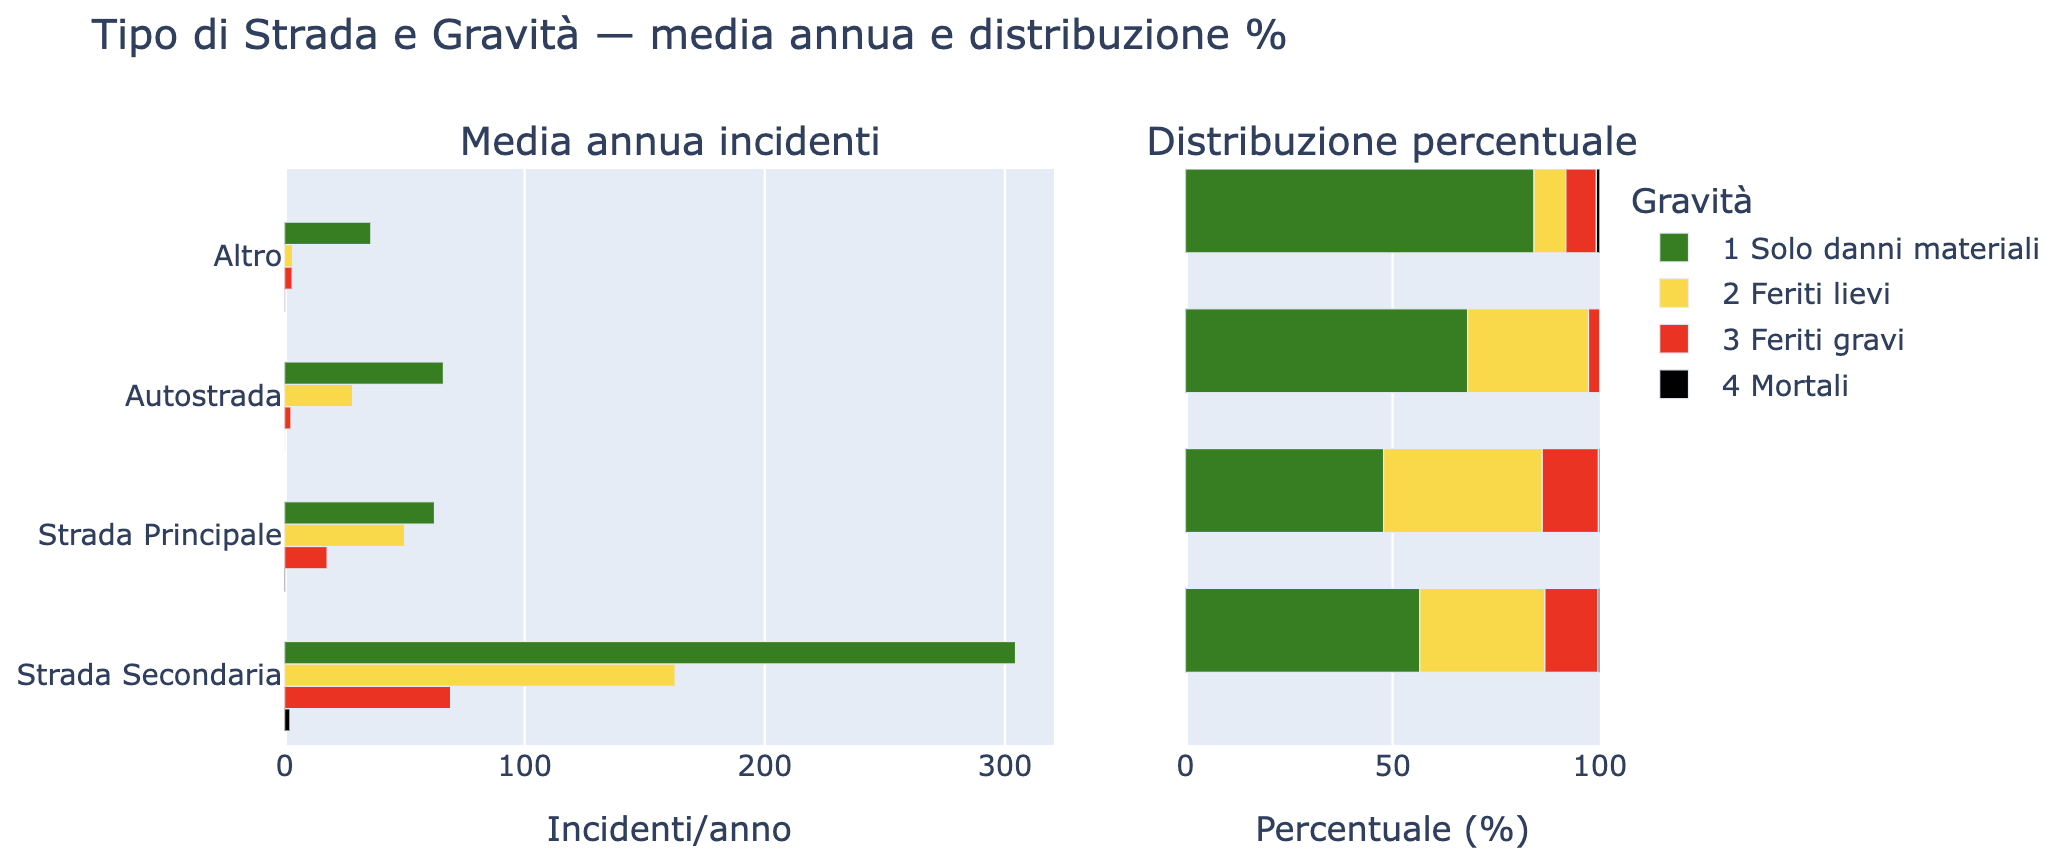 Tipo di Strada e Gravità — media annua e distribuzione %
Media annua incidenti
Altro
Autostrada
Strada Principale
Strada Secondaria
0 100 200 300
Incidenti/anno
Distribuzione percentuale
0 50 100
Percentuale (%)
Gravità
1 Solo danni materiali
2 Feriti lievi
3 Feriti gravi
4 Mortali